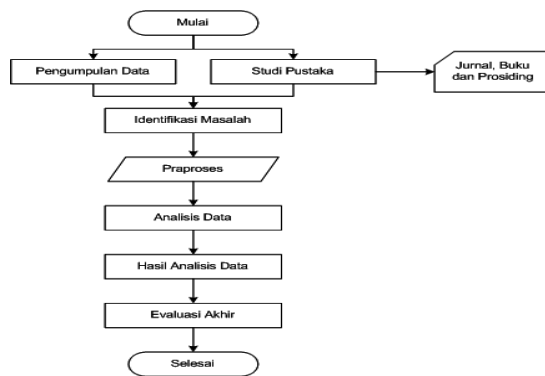 Mulai
Pengumpulan Data
Studi Pustaka
Jurnal, Buku
dan Prosiding
Identifikasi Masalah
Praproses
Analisis Data
Hasil Analisis Data
Evaluasi Akhir
Selesai